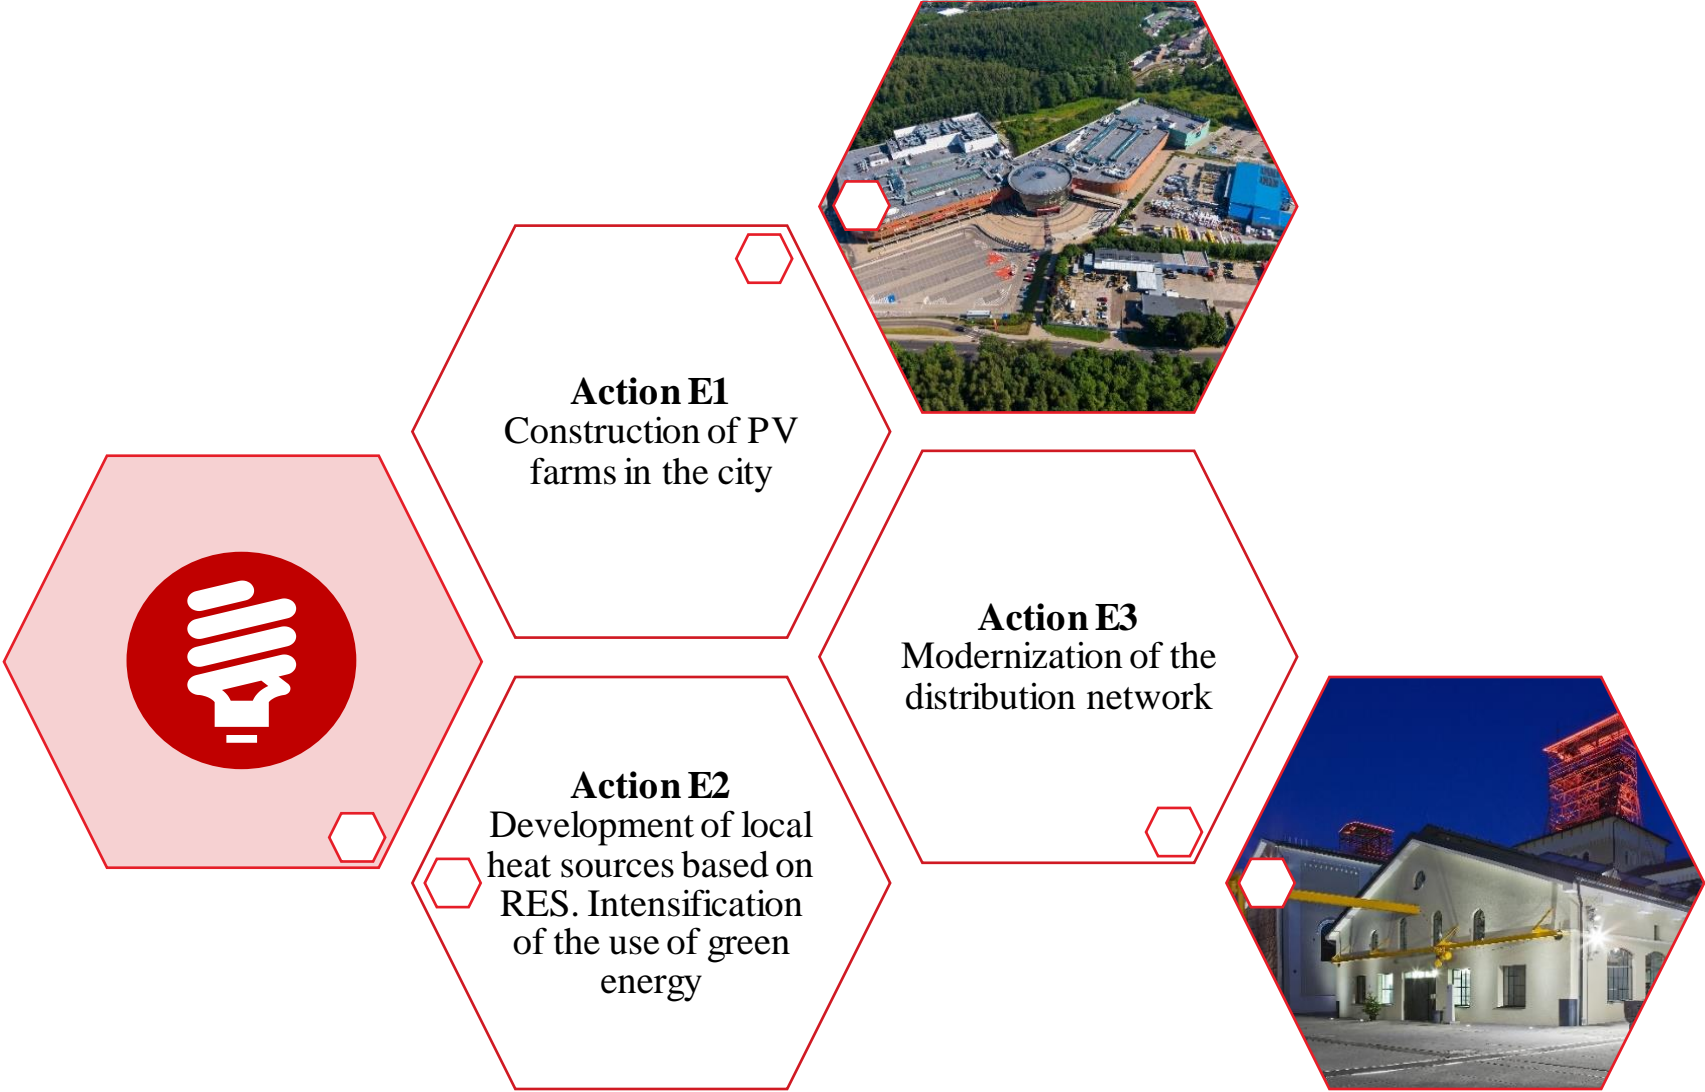 Action E1
Construction of PV
farms in the city
Action E3
Modernization of the
distribution network
Action E2
Development of local
heat sources based on
RES. Intensification
of the use of green
energy